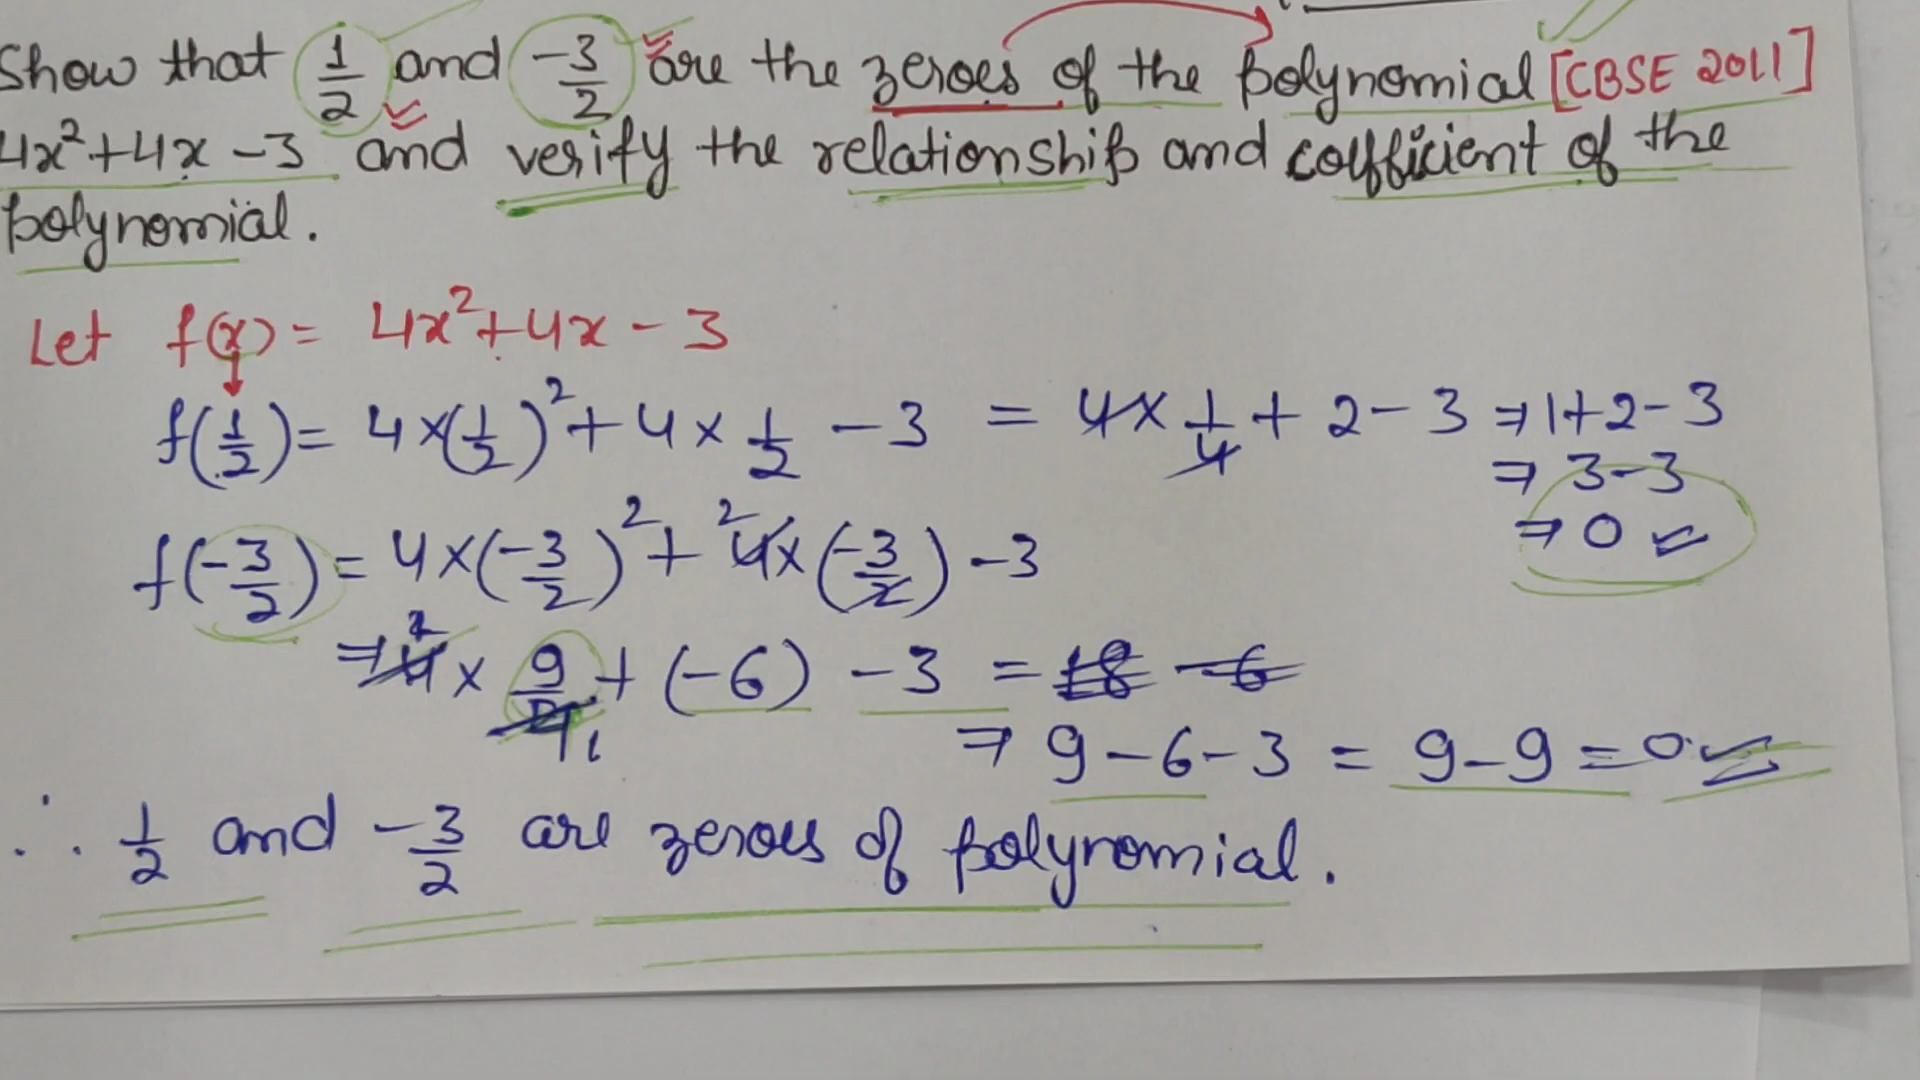 Show that 1/2 and -3/2 are the zeroes of the polynomial [CBSE 2011]
4x²+4x-3 and verify the relationship and coefficient of the
polynomial.
Let f(x) = 4x²+4x-3
f(1/2) = 4×(1/2)²+4×1/2-3 = 4×1/4+2-3 ⇒ 1+2-3
⇒ 3-3
⇒ 0
f(-3/2) = 4×(-3/2)²+4×(-3/2)-3
⇒ 4×9/4+(-6)-3 = 18-6
⇒ 9-6-3 = 9-9=0
∴ 1/2 and -3/2 are zeroes of polynomial.